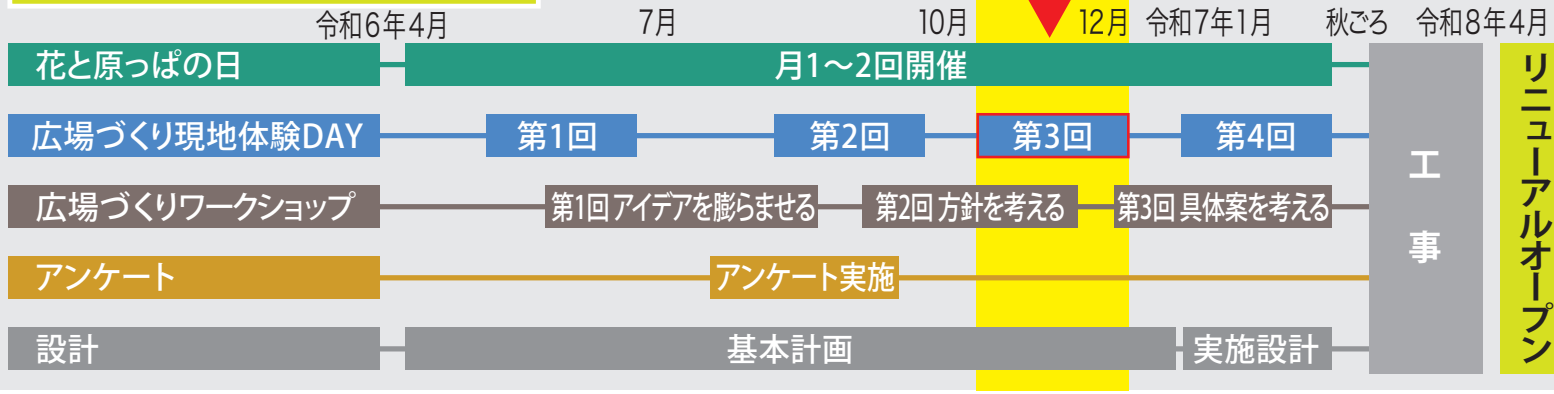 令和6年4月 7月 10月 12月 令和7年1月 秋ごろ 令和8年4月
花と原っぱの日 月1～2回開催
広場づくり現地体験DAY 第1回 第2回 第3回 第4回
広場づくりワークショップ 第1回 アイデアを膨らませる 第2回 方針を考える 第3回 具体案を考える
アンケート アンケート実施
設計 基本計画 実施設計
工事
リニューアルオープン